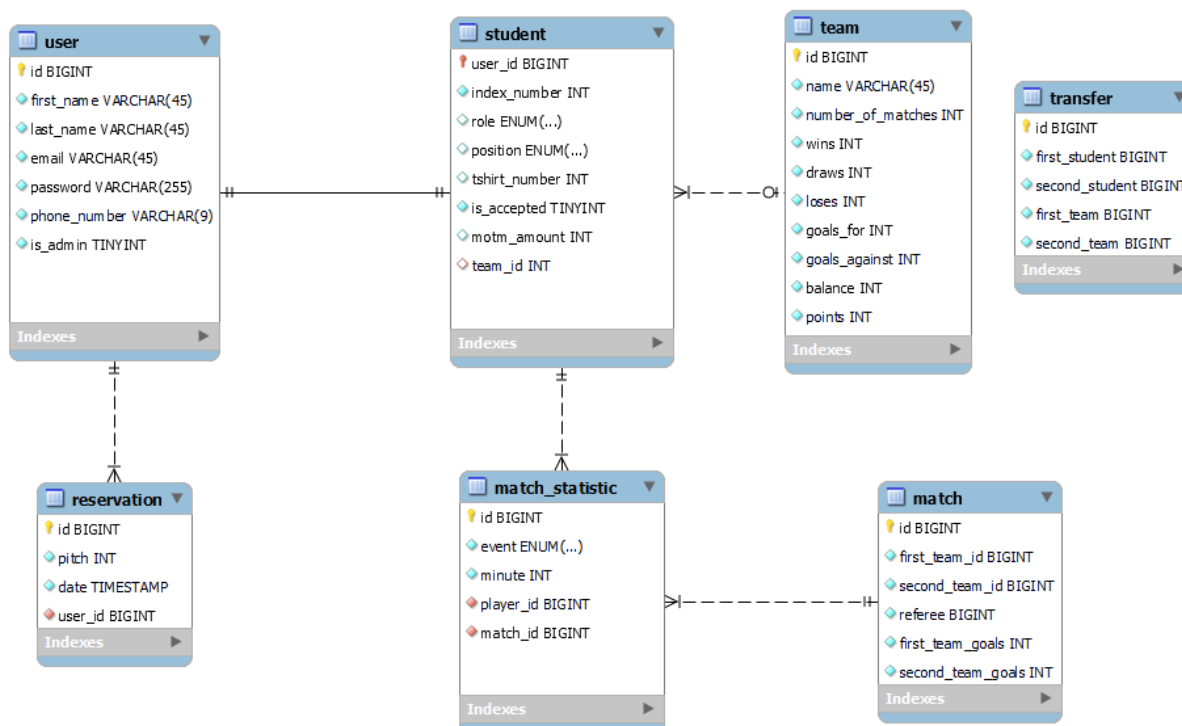 user
id BIGINT
first_name VARCHAR(45)
last_name VARCHAR(45)
email VARCHAR(45)
password VARCHAR(255)
phone_number VARCHAR(9)
is_admin TINYINT
Indexes
student
user_id BIGINT
index_number INT
role ENUM(...)
position ENUM(...)
tshirt_number INT
is_accepted TINYINT
motm_amount INT
team_id INT
Indexes
team
id BIGINT
name VARCHAR(45)
number_of_matches INT
wins INT
draws INT
loses INT
goals_for INT
goals_against INT
balance INT
points INT
Indexes
transfer
id BIGINT
first_student BIGINT
second_student BIGINT
first_team BIGINT
second_team BIGINT
Indexes
reservation
id BIGINT
pitch INT
date TIMESTAMP
user_id BIGINT
Indexes
match_statistic
id BIGINT
event ENUM(...)
minute INT
player_id BIGINT
match_id BIGINT
Indexes
match
id BIGINT
first_team_id BIGINT
second_team_id BIGINT
referee BIGINT
first_team_goals INT
second_team_goals INT
Indexes